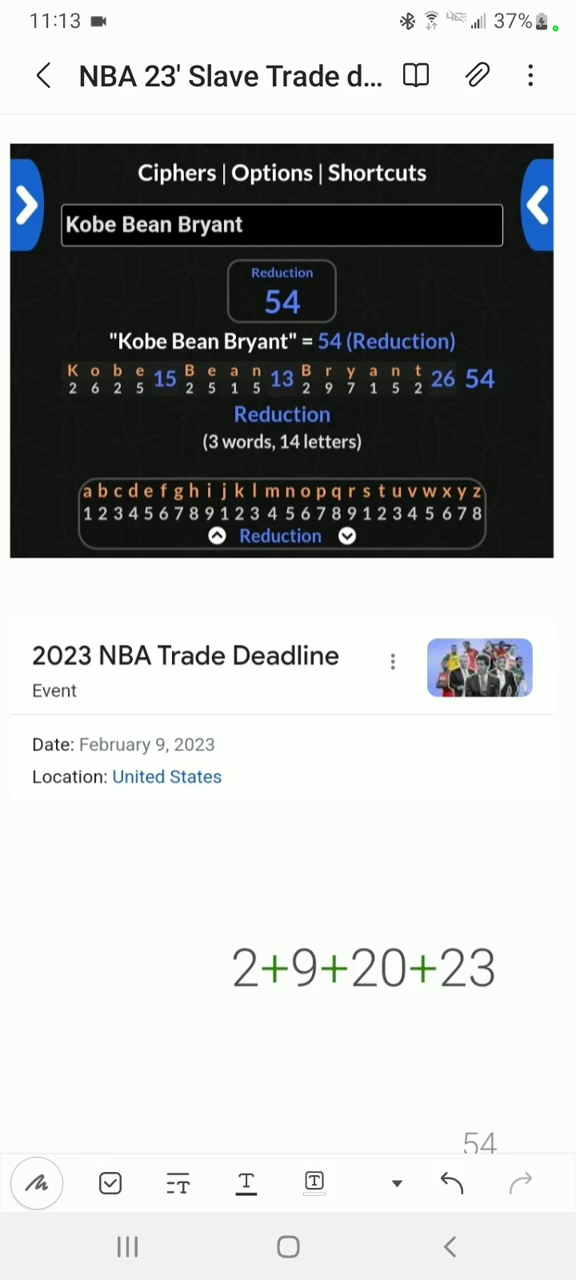 11:13 37%
NBA 23' Slave Trade d...
Ciphers | Options | Shortcuts
Kobe Bean Bryant
Reduction
54
"Kobe Bean Bryant" = 54 (Reduction)
K o b e 15 B e a n 13 B r y a n t 26 54
2 6 2 5 2 5 1 5 2 9 7 1 5 2
Reduction
(3 words, 14 letters)
a b c d e f g h i j k l m n o p q r s t u v w x y z
1 2 3 4 5 6 7 8 9 1 2 3 4 5 6 7 8 9 1 2 3 4 5 6 7 8
Reduction
2023 NBA Trade Deadline
Event
Date: February 9, 2023
Location: United States
2+9+20+23
54
T T T